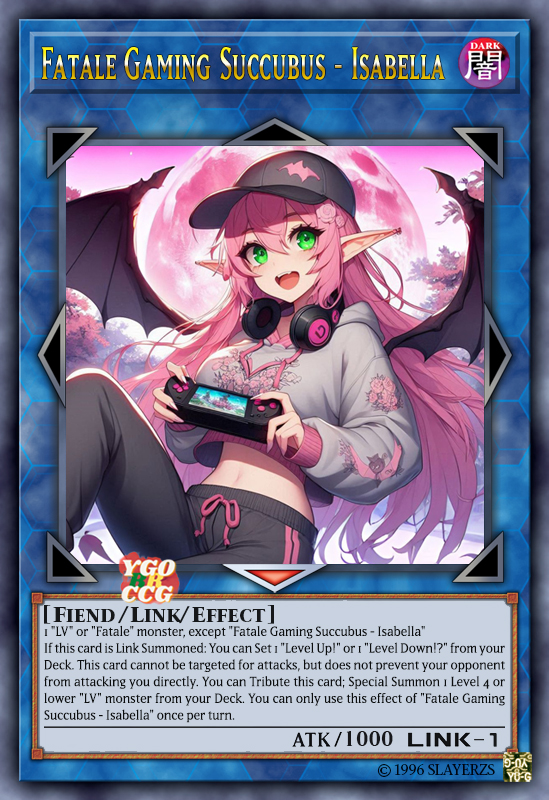 FATALE GAMING SUCCUBUS - ISABELLA
DARK
闇
YGO
CCG
[FIEND/LINK/EFFECT]
1 "LV" or "Fatale" monster, except "Fatale Gaming Succubus - Isabella"
If this card is Link Summoned: You can Set 1 "Level Up!" or 1 "Level Down!?" from your
Deck. This card cannot be targeted for attacks, but does not prevent your opponent
from attacking you directly. You can Tribute this card; Special Summon 1 Level 4 or
lower "LV" monster from your Deck. You can only use this effect of "Fatale Gaming
Succubus - Isabella" once per turn.
ATK/1000 LINK-1
© 1996 SLAYERZS